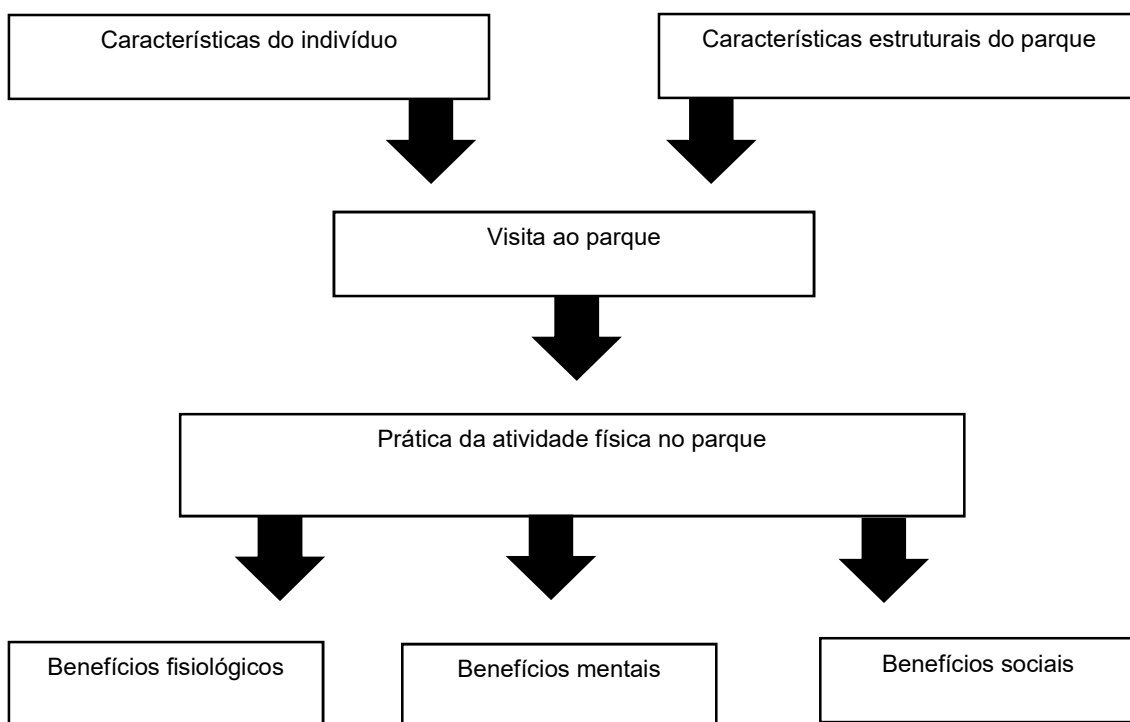 Características do indivíduo
Características estruturais do parque
Visita ao parque
Prática da atividade física no parque
Benefícios fisiológicos
Benefícios mentais
Benefícios sociais